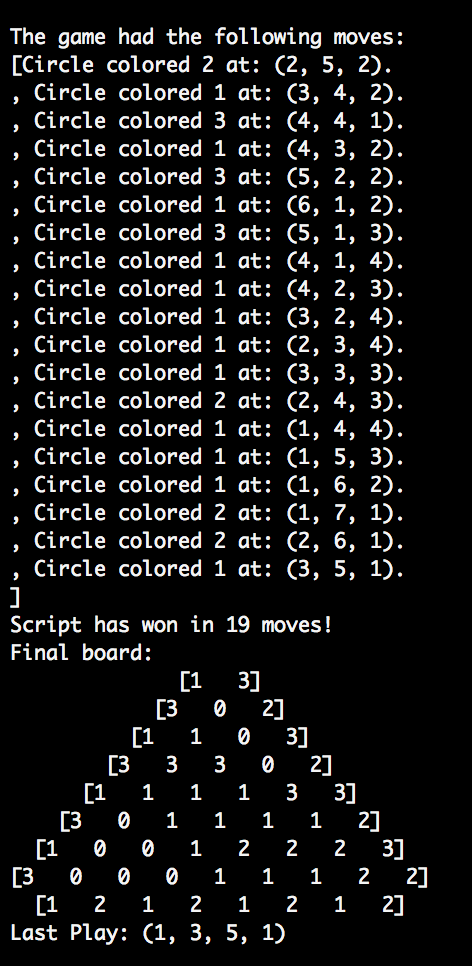 The game had the following moves:
[Circle colored 2 at: (2, 5, 2).
, Circle colored 1 at: (3, 4, 2).
, Circle colored 3 at: (4, 4, 1).
, Circle colored 1 at: (4, 3, 2).
, Circle colored 3 at: (5, 2, 2).
, Circle colored 1 at: (6, 1, 2).
, Circle colored 3 at: (5, 1, 3).
, Circle colored 1 at: (4, 1, 4).
, Circle colored 1 at: (4, 2, 3).
, Circle colored 1 at: (3, 2, 4).
, Circle colored 1 at: (2, 3, 4).
, Circle colored 1 at: (3, 3, 3).
, Circle colored 2 at: (2, 4, 3).
, Circle colored 1 at: (1, 4, 4).
, Circle colored 1 at: (1, 5, 3).
, Circle colored 1 at: (1, 6, 2).
, Circle colored 2 at: (1, 7, 1).
, Circle colored 2 at: (2, 6, 1).
, Circle colored 1 at: (3, 5, 1).
]
Script has won in 19 moves!
Final board:
[1 3]
[3 0 2]
[1 1 0 3]
[3 3 3 0 2]
[1 1 1 1 3 3]
[3 0 1 1 1 1 2]
[1 0 0 1 2 2 2 3]
[3 0 0 0 1 1 1 2 2]
[1 2 1 2 1 2 1 2]
Last Play: (1, 3, 5, 1)